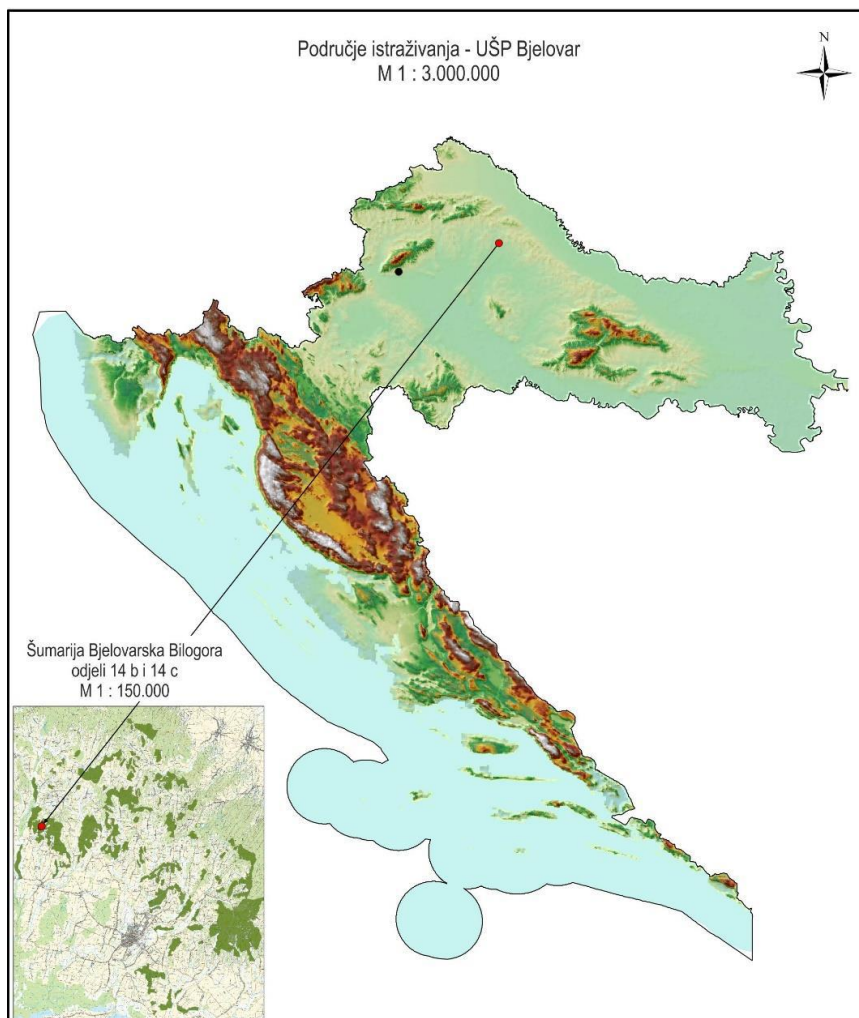 Područje istraživanja - UŠP Bjelovar
M 1 : 3.000.000
N
Šumarija Bjelovarska Bilogora
odjeli 14 b i 14 c
M 1 : 150.000